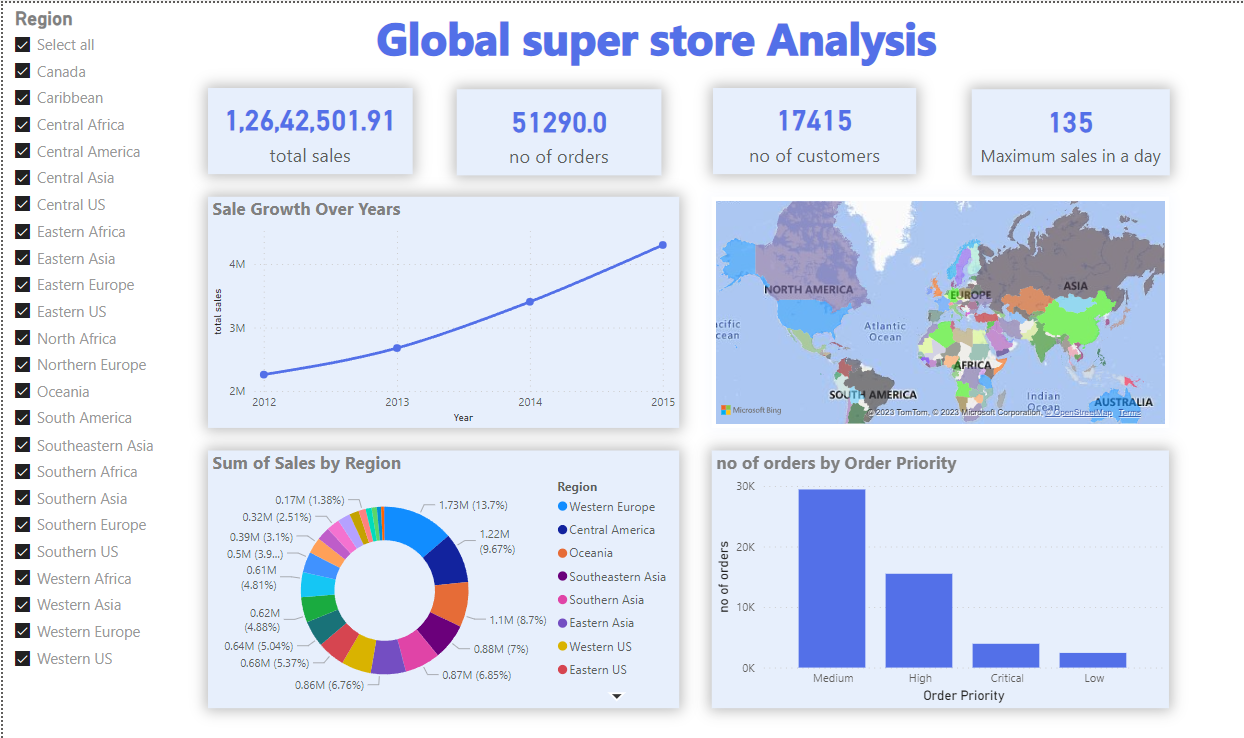 Region
Select all
Canada
Caribbean
Central Africa
Central America
Central Asia
Central US
Eastern Africa
Eastern Asia
Eastern Europe
Eastern US
North Africa
Northern Europe
Oceania
South America
Southeastern Asia
Southern Africa
Southern Asia
Southern Europe
Southern US
Western Africa
Western Asia
Western Europe
Western US
Global super store Analysis
1,26,42,501.91
total sales
51290.0
no of orders
17415
no of customers
135
Maximum sales in a day
Sale Growth Over Years
total sales
4M
3M
2M
2012
2013
2014
2015
Year
NORTH AMERICA
EUROPE
ASIA
cific
cean
Atlantic
Ocean
AFRICA
SOUTH AMERICA
Indian
Ocean
AUSTRALIA
Microsoft Bing
© 2023 TomTom, © 2023 Microsoft Corporation, © OpenStreetMap Terms
Sum of Sales by Region
0.17M (1.38%)
0.32M (2.51%)
0.39M (3.1%)
0.5M (3.9...)
0.61M
(4.81%)
0.62M
(4.88%)
0.64M (5.04%)
0.68M (5.37%)
0.86M (6.76%)
1.73M (13.7%)
1.22M
(9.67%)
1.1M (8.7%)
0.88M (7%)
0.87M (6.85%)
Region
Western Europe
Central America
Oceania
Southeastern Asia
Southern Asia
Eastern Asia
Western US
Eastern US
no of orders by Order Priority
no of orders
30K
20K
10K
0K
Medium
High
Critical
Low
Order Priority